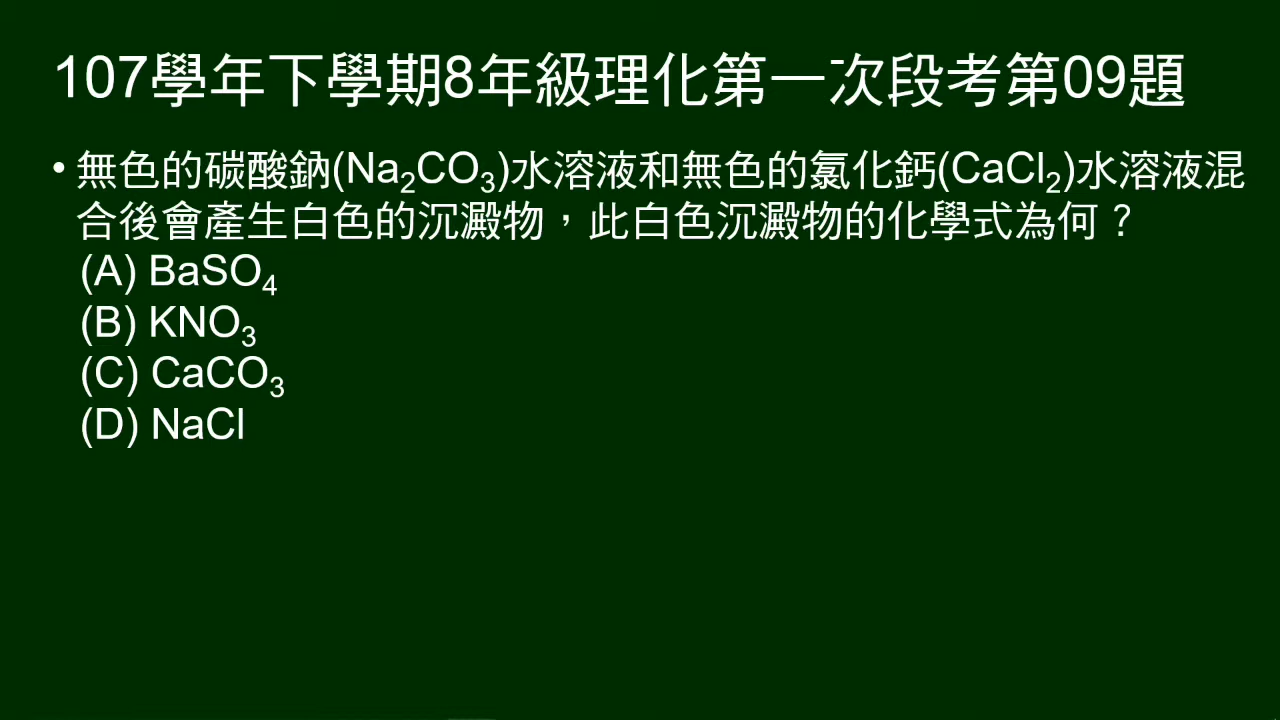 107學年下學期8年級理化第一次段考第09題
• 無色的碳酸鈉(Na₂CO₃)水溶液和無色的氯化鈣(CaCl₂)水溶液混
合後會產生白色的沉澱物，此白色沉澱物的化學式為何？
(A) BaSO₄
(B) KNO₃
(C) CaCO₃
(D) NaCl